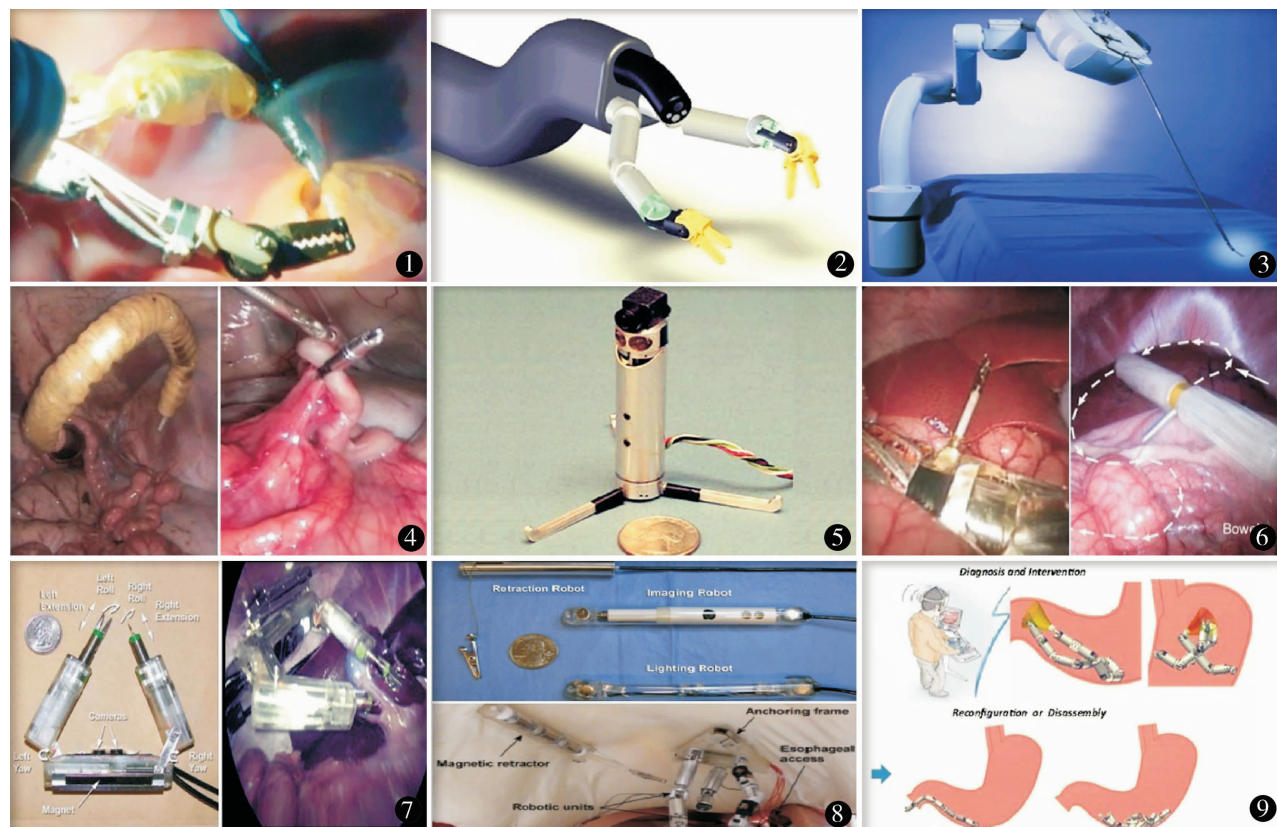 1
2
3
4
5
Bowel
6
Left
Roll
Right
Roll
Left
Extension
Right
Extension
Cameras
Left
Yaw
Right
Yaw
Magnet
7
Retraction Robot
Imaging Robot
Lighting Robot
Anchoring frame
Magnetic retractor
Esophageall
access
Robotic units
8
Diagnosis and Intervention
Reconfiguration or Disassembly
9